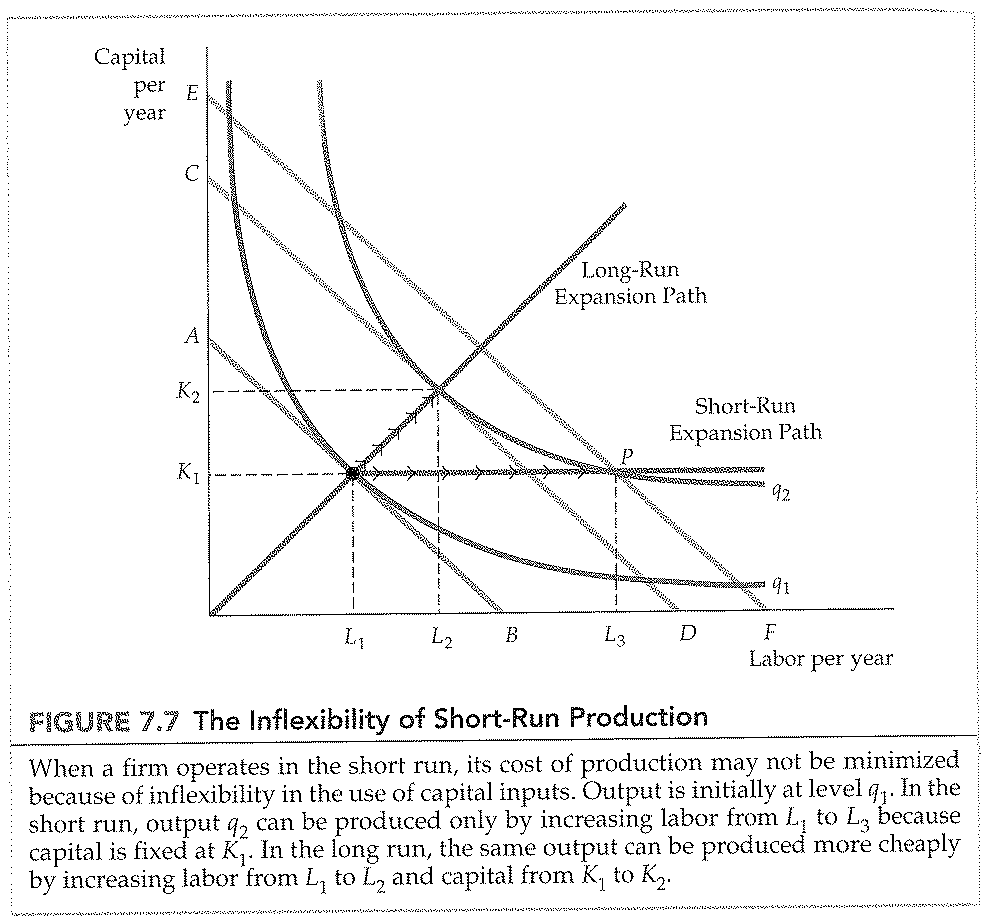 Capital
per
year
E
C
A
K2
K1
Long-Run
Expansion Path
Short-Run
Expansion Path
P
q2
q1
L1 L2 B L3 D F
Labor per year
FIGURE 7.7 The Inflexibility of Short-Run Production
When a firm operates in the short run, its cost of production may not be minimized
because of inflexibility in the use of capital inputs. Output is initially at level q1. In the
short run, output q2 can be produced only by increasing labor from L1 to L3 because
capital is fixed at K1. In the long run, the same output can be produced more cheaply
by increasing labor from L1 to L2 and capital from K1 to K2.